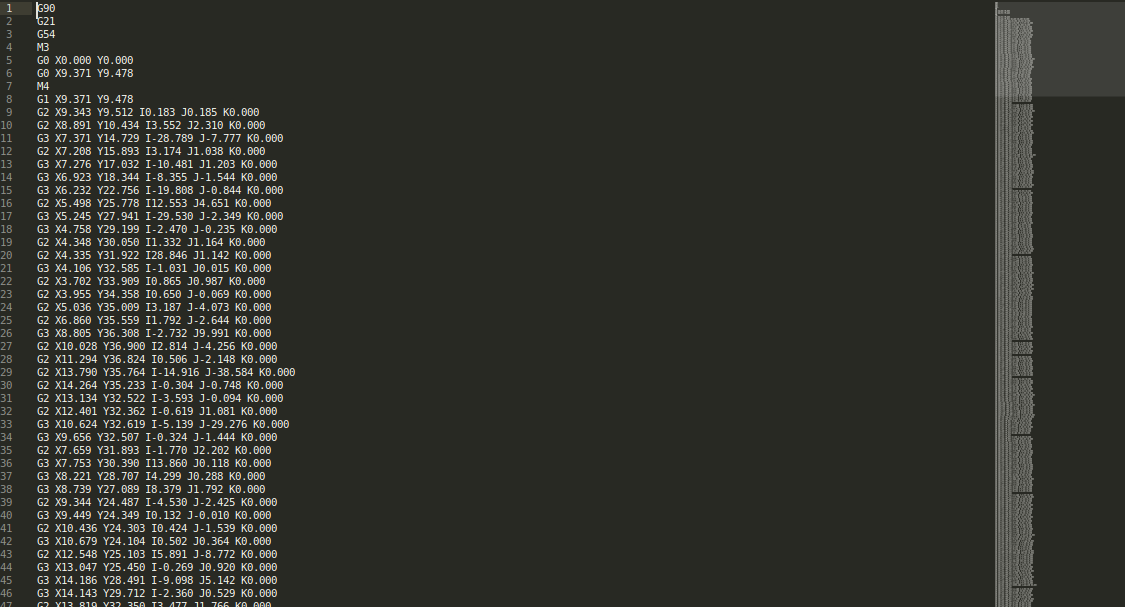 1 G90
2 G21
3 G54
4 M3
5 G0 X0.000 Y0.000
6 G0 X9.371 Y9.478
7 M4
8 G1 X9.371 Y9.478
9 G2 X9.343 Y9.512 I0.183 J0.185 K0.000
10 G2 X8.891 Y10.434 I3.552 J2.310 K0.000
11 G3 X7.371 Y14.729 I-28.789 J-7.777 K0.000
12 G2 X7.208 Y15.893 I3.174 J1.038 K0.000
13 G3 X7.276 Y17.032 I-10.481 J1.203 K0.000
14 G3 X6.923 Y18.344 I-8.355 J-1.544 K0.000
15 G3 X6.232 Y22.756 I-19.808 J-0.844 K0.000
16 G2 X5.498 Y25.778 I12.553 J4.651 K0.000
17 G3 X5.245 Y27.941 I-29.530 J-2.349 K0.000
18 G3 X4.758 Y29.199 I-2.470 J-0.235 K0.000
19 G2 X4.348 Y30.050 I1.332 J1.164 K0.000
20 G2 X4.335 Y31.922 I28.846 J1.142 K0.000
21 G3 X4.106 Y32.585 I-1.031 J0.015 K0.000
22 G2 X3.702 Y33.909 I0.865 J0.987 K0.000
23 G2 X3.955 Y34.358 I0.650 J-0.069 K0.000
24 G2 X5.036 Y35.009 I3.187 J-4.073 K0.000
25 G2 X6.860 Y35.559 I1.792 J-2.644 K0.000
26 G3 X8.805 Y36.308 I-2.732 J9.991 K0.000
27 G2 X10.028 Y36.900 I2.814 J-4.256 K0.000
28 G2 X11.294 Y36.824 I0.506 J-2.148 K0.000
29 G2 X13.790 Y35.764 I-14.916 J-38.584 K0.000
30 G2 X14.264 Y35.233 I-0.304 J-0.748 K0.000
31 G2 X13.134 Y32.522 I-3.593 J-0.094 K0.000
32 G2 X12.401 Y32.362 I-0.619 J1.081 K0.000
33 G3 X10.624 Y32.619 I-5.139 J-29.276 K0.000
34 G3 X9.656 Y32.507 I-0.324 J-1.444 K0.000
35 G2 X7.659 Y31.893 I-1.770 J2.202 K0.000
36 G3 X7.753 Y30.390 I13.860 J0.118 K0.000
37 G3 X8.221 Y28.707 I4.299 J0.288 K0.000
38 G3 X8.739 Y27.089 I8.379 J1.792 K0.000
39 G2 X9.344 Y24.487 I-4.530 J-2.425 K0.000
40 G3 X9.449 Y24.349 I0.132 J-0.010 K0.000
41 G2 X10.436 Y24.303 I0.424 J-1.539 K0.000
42 G3 X10.679 Y24.104 I0.502 J0.364 K0.000
43 G2 X12.548 Y25.103 I5.891 J-8.772 K0.000
44 G3 X13.047 Y25.450 I-0.269 J0.920 K0.000
45 G3 X14.186 Y28.491 I-9.098 J5.142 K0.000
46 G3 X14.143 Y29.712 I-2.360 J0.529 K0.000
47 G2 X13.819 Y32.350 I3.477 J1.766 K0.000